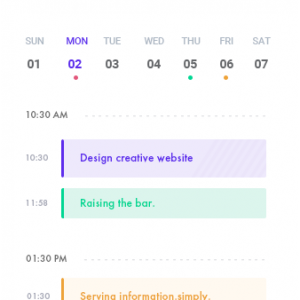 SUN MON TUE WED THU FRI SAT
01 02 03 04 05 06 07
10:30 AM
10:30 Design creative website
11:58 Raising the bar.
01:30 PM
01:30 Serving information.simply.